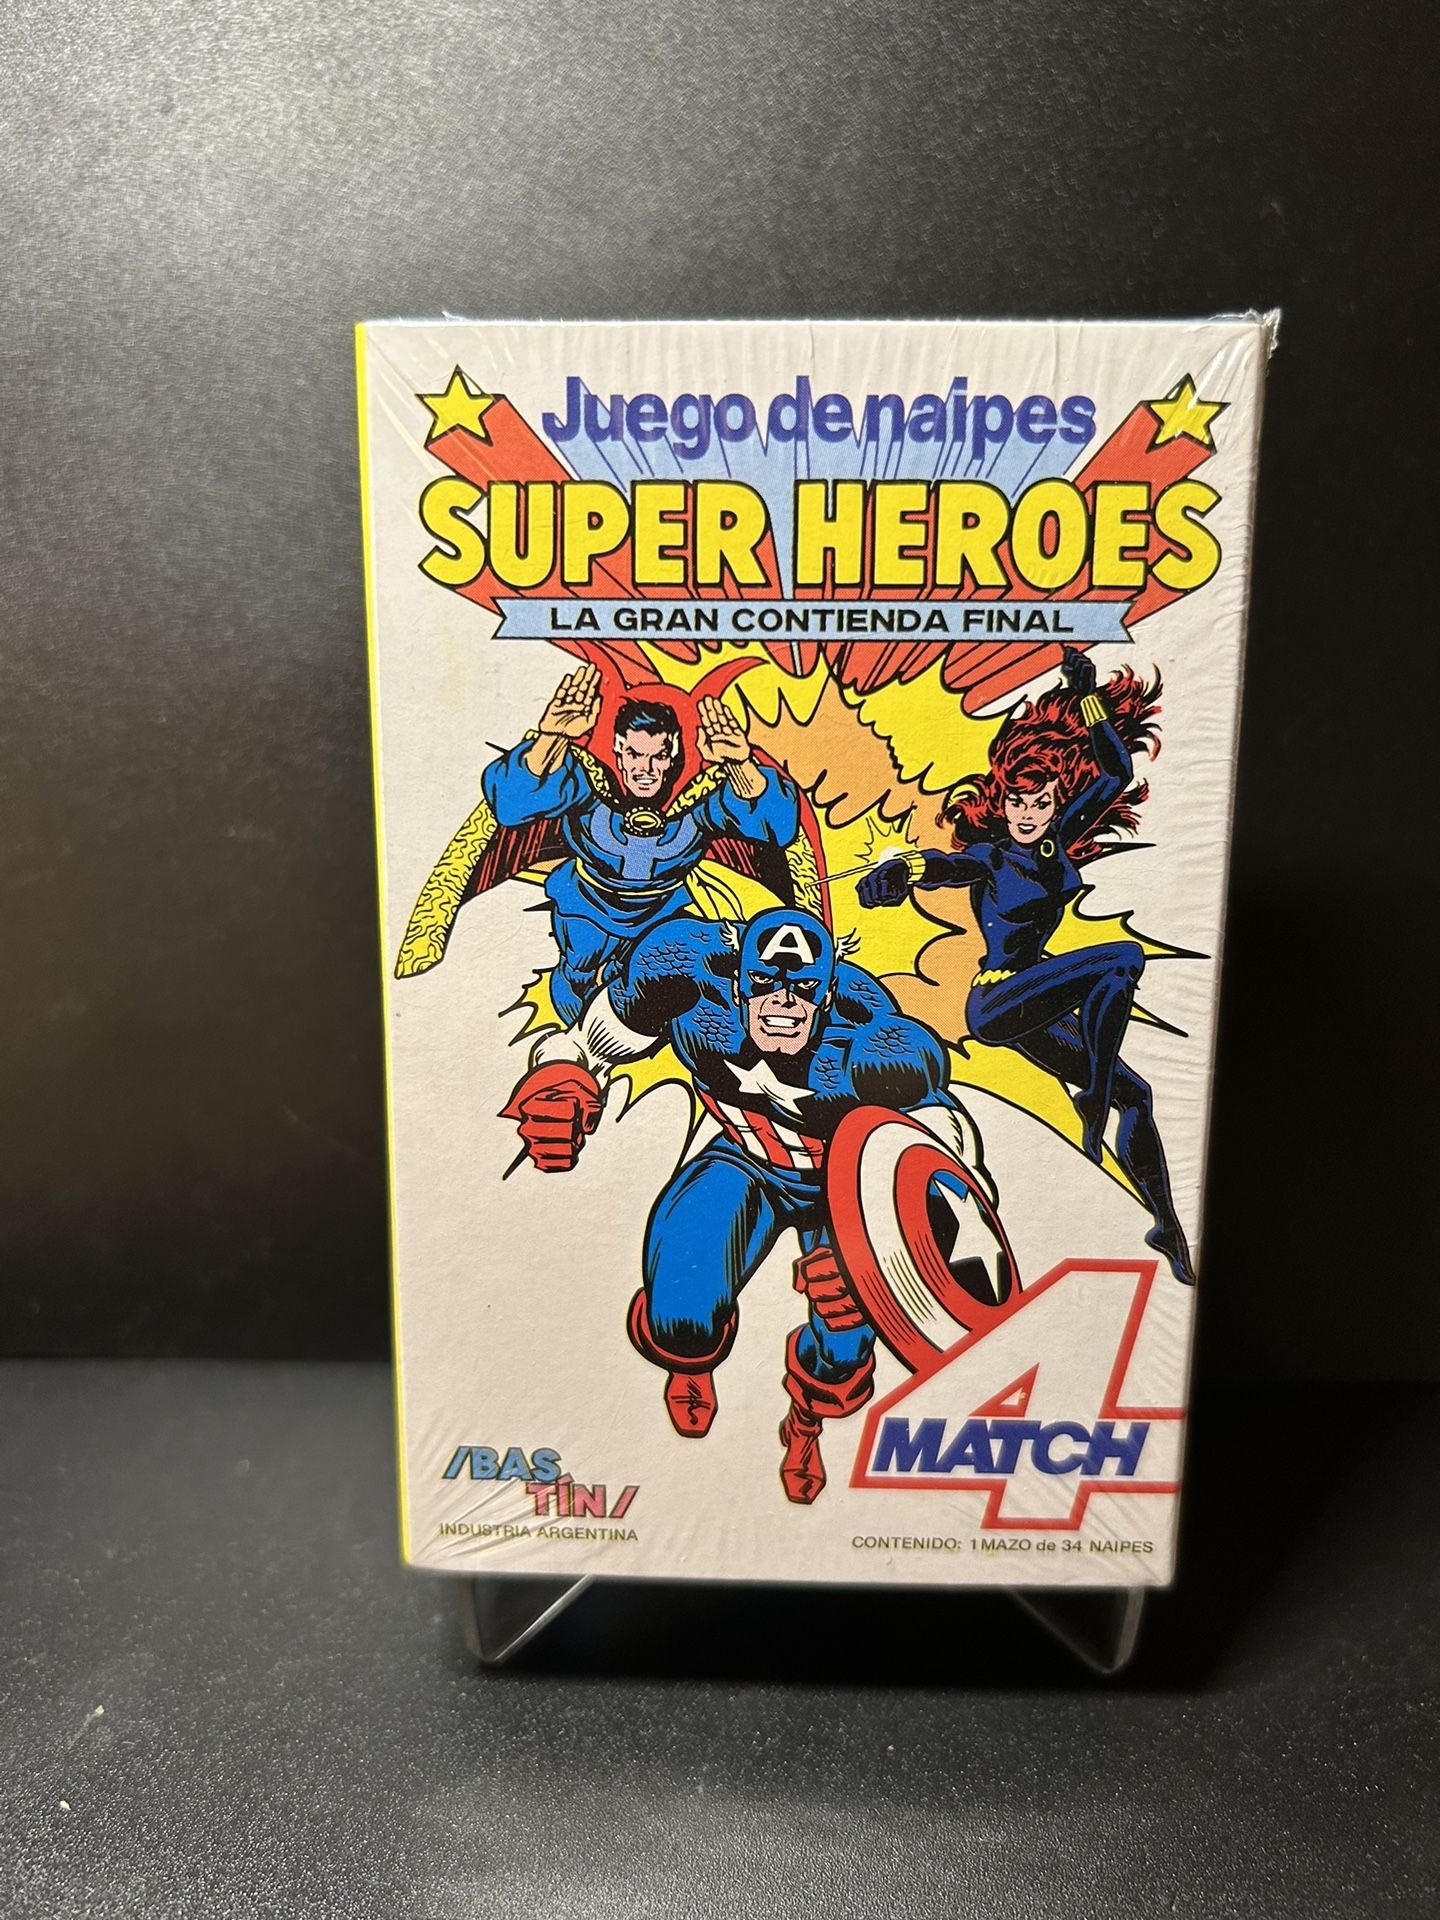 Juego de naipes
SUPER HEROES
LA GRAN CONTIENDA FINAL
A
4
MATCH
/BAS
TÍN/
INDUSTRIA ARGENTINA
CONTENIDO: 1 MAZO de 34 NAIPES